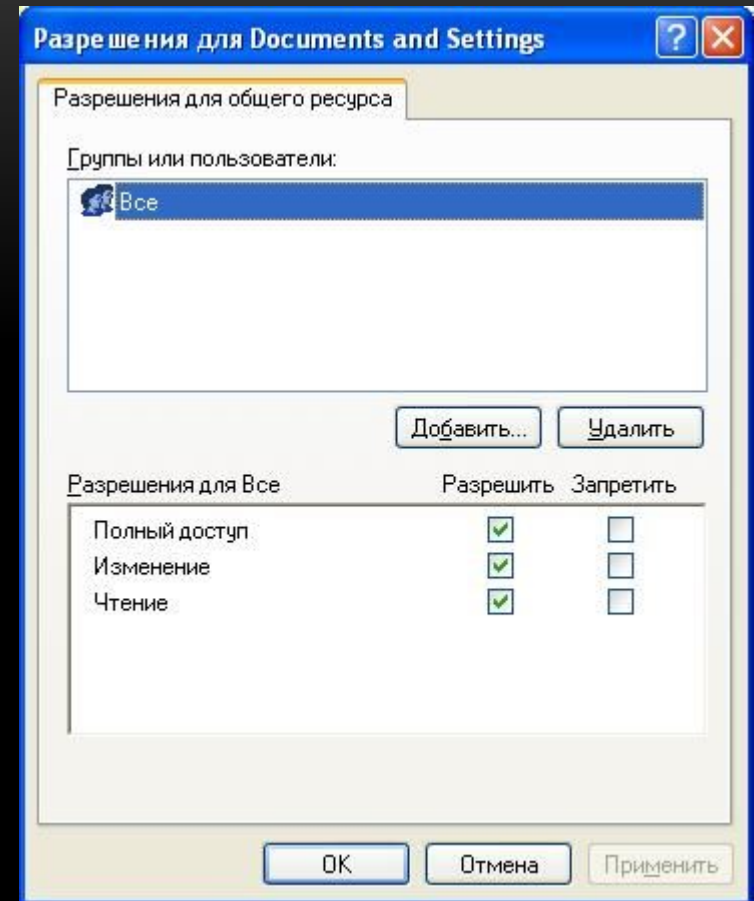 Разрешения для Documents and Settings
Разрешения для общего ресурса
Группы или пользователи:
Все
Добавить... Удалить
Разрешения для Все Разрешить Запретить
Полный доступ
Изменение
Чтение
OK Отмена Применить